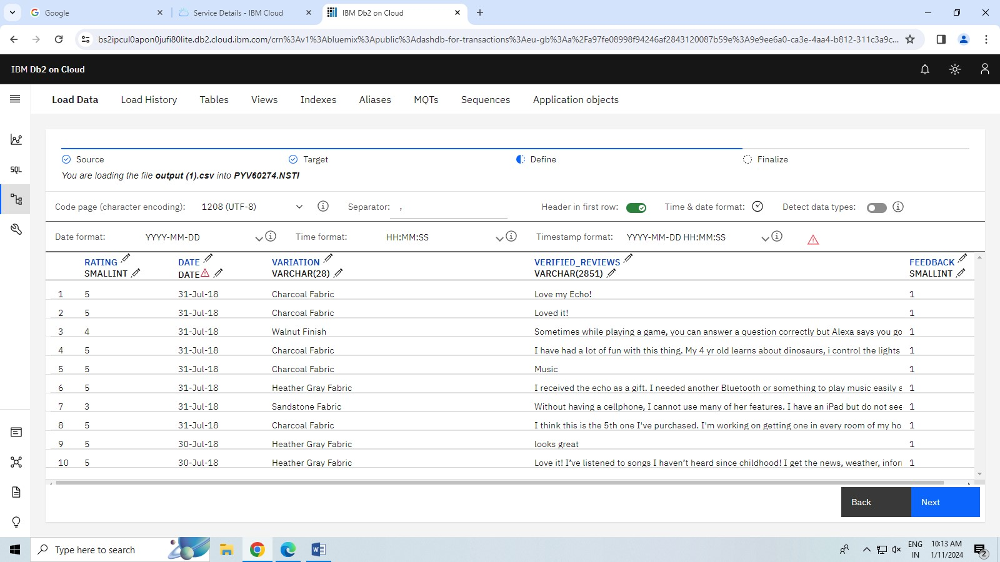 Google
Service Details - IBM Cloud
IBM Db2 on Cloud
bs2ipcul0apon0jufi80lite.db2.cloud.ibm.com/crn%3Av1%3Abluemix%3Apublic%3Adashdb-for-transactions%3Aeu-gb%3Aa%2Fa97fe08998f94246af2843120087b59e%3A9e9ee6a0-ca3e-4aa4-b812-311c3a9c...
IBM Db2 on Cloud
Load Data Load History Tables Views Indexes Aliases MQTs Sequences Application objects
SQL
Source Target Define Finalize
You are loading the file output (1).csv into PYV60274.NSTI
Code page (character encoding): 1208 (UTF-8) Separator: , Header in first row: Time & date format: Detect data types:
Date format: YYYY-MM-DD Time format: HH:MM:SS Timestamp format: YYYY-MM-DD HH:MM:SS
RATING DATE VARIATION VERIFIED_REVIEWS FEEDBACK
SMALLINT DATE VARCHAR(28) VARCHAR(2851) SMALLINT
1 5 31-Jul-18 Charcoal Fabric Love my Echo! 1
2 5 31-Jul-18 Charcoal Fabric Loved it! 1
3 4 31-Jul-18 Walnut Finish Sometimes while playing a game, you can answer a question correctly but Alexa says you go 1
4 5 31-Jul-18 Charcoal Fabric I have had a lot of fun with this thing. My 4 yr old learns about dinosaurs, i control the lights 1
5 5 31-Jul-18 Charcoal Fabric Music 1
6 5 31-Jul-18 Heather Gray Fabric I received the echo as a gift. I needed another Bluetooth or something to play music easily a 1
7 3 31-Jul-18 Sandstone Fabric Without having a cellphone, I cannot use many of her features. I have an iPad but do not see 1
8 5 31-Jul-18 Charcoal Fabric I think this is the 5th one I've purchased. I'm working on getting one in every room of my ho 1
9 5 30-Jul-18 Heather Gray Fabric looks great 1
10 5 30-Jul-18 Heather Gray Fabric Love it! I’ve listened to songs I haven’t heard since childhood! I get the news, weather, infor 1
Back Next
Type here to search
ENG
IN
10:13 AM
1/11/2024
2